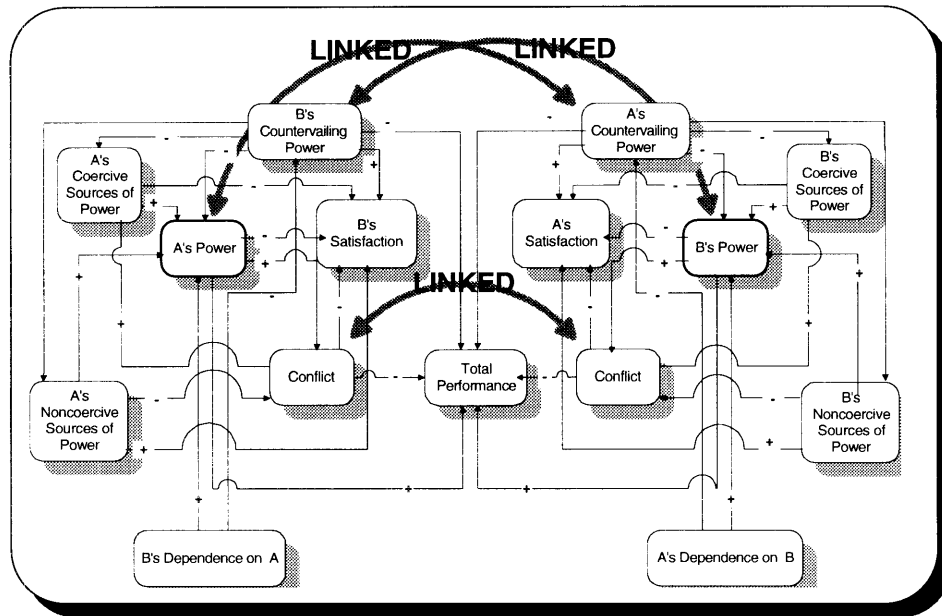 LINKED LINKED
B's
Countervailing
Power
A's
Countervailing
Power
A's
Coercive
Sources of
Power
B's
Coercive
Sources of
Power
B's
Satisfaction
A's
Satisfaction
A's Power
B's Power
LINKED
Conflict
Total
Performance
Conflict
A's
Noncoercive
Sources of
Power
B's
Noncoercive
Sources of
Power
B's Dependence on A
A's Dependence on B